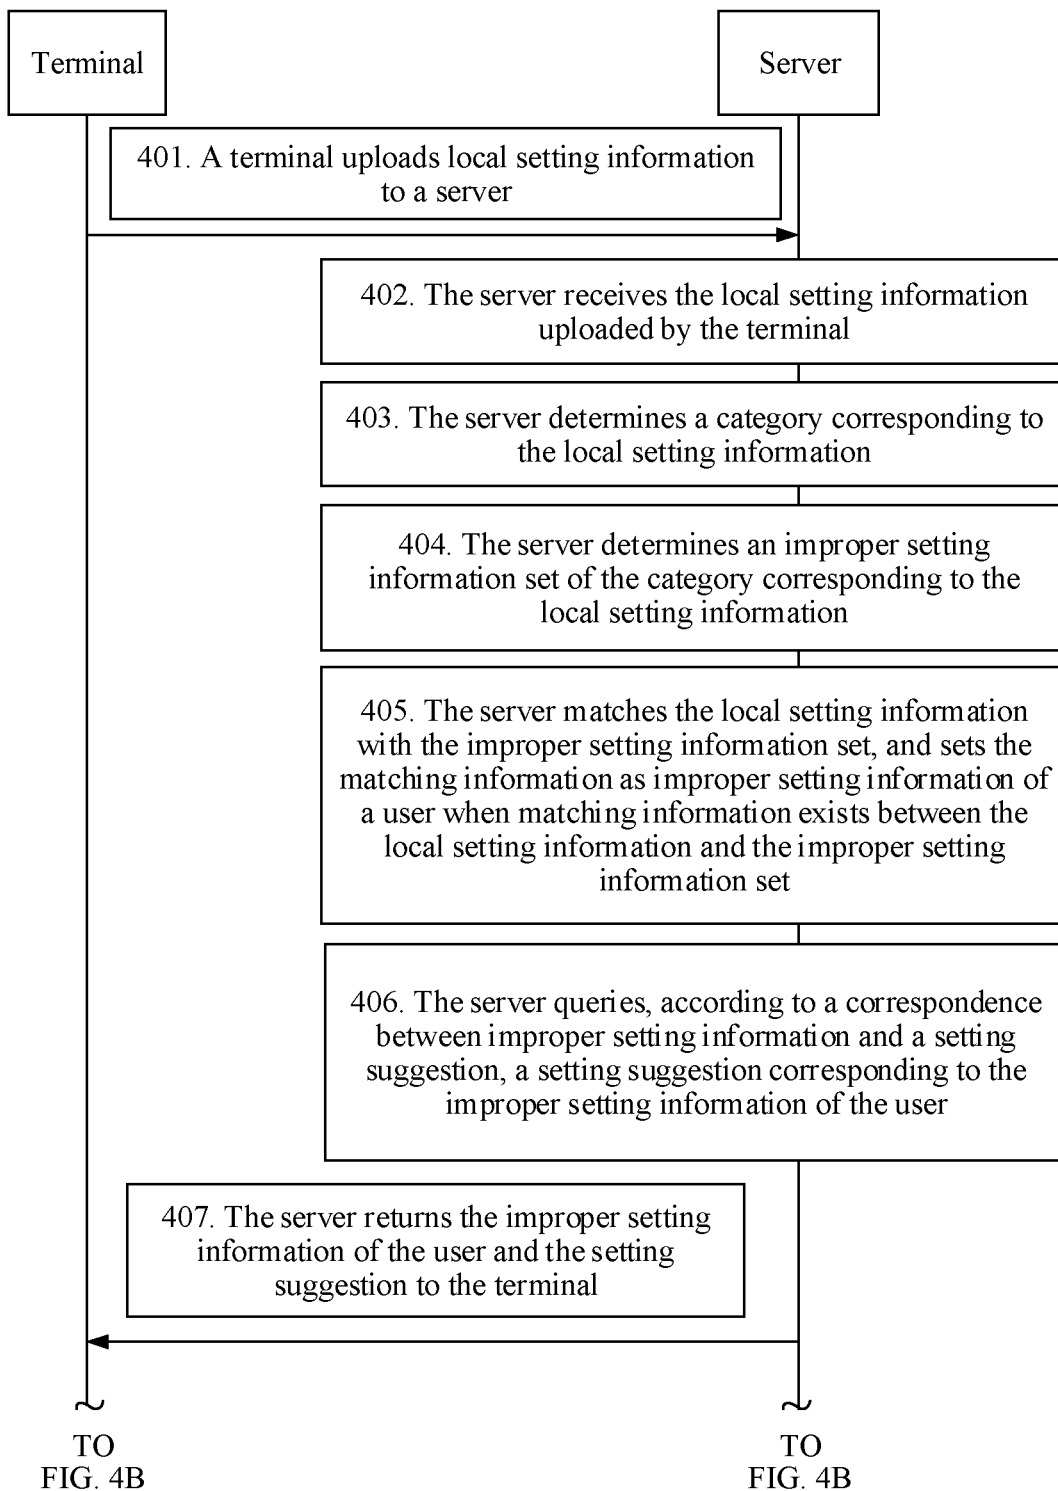 Terminal
Server
401. A terminal uploads local setting information
to a server
402. The server receives the local setting information
uploaded by the terminal
403. The server determines a category corresponding to
the local setting information
404. The server determines an improper setting
information set of the category corresponding to the
local setting information
405. The server matches the local setting information
with the improper setting information set, and sets the
matching information as improper setting information of
a user when matching information exists between the
local setting information and the improper setting
information set
406. The server queries, according to a correspondence
between improper setting information and a setting
suggestion, a setting suggestion corresponding to the
improper setting information of the user
407. The server returns the improper setting
information of the user and the setting
suggestion to the terminal
TO
FIG. 4B
TO
FIG. 4B